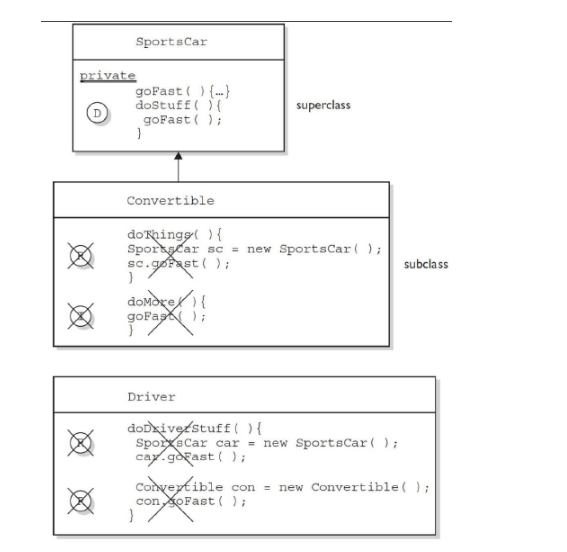 SportsCar
private
goFast( ){…}
doStuff( ){
D
goFast( );
}
superclass
Convertible
doThings( ){
SportsCar sc = new SportsCar( );
R
sc.goFast( );
}
subclass
doMore( ){
I
goFast( );
}
Driver
doDriverStuff( ){
SportsCar car = new SportsCar( );
R
car.goFast( );
Convertible con = new Convertible( );
R
con.goFast( );
}